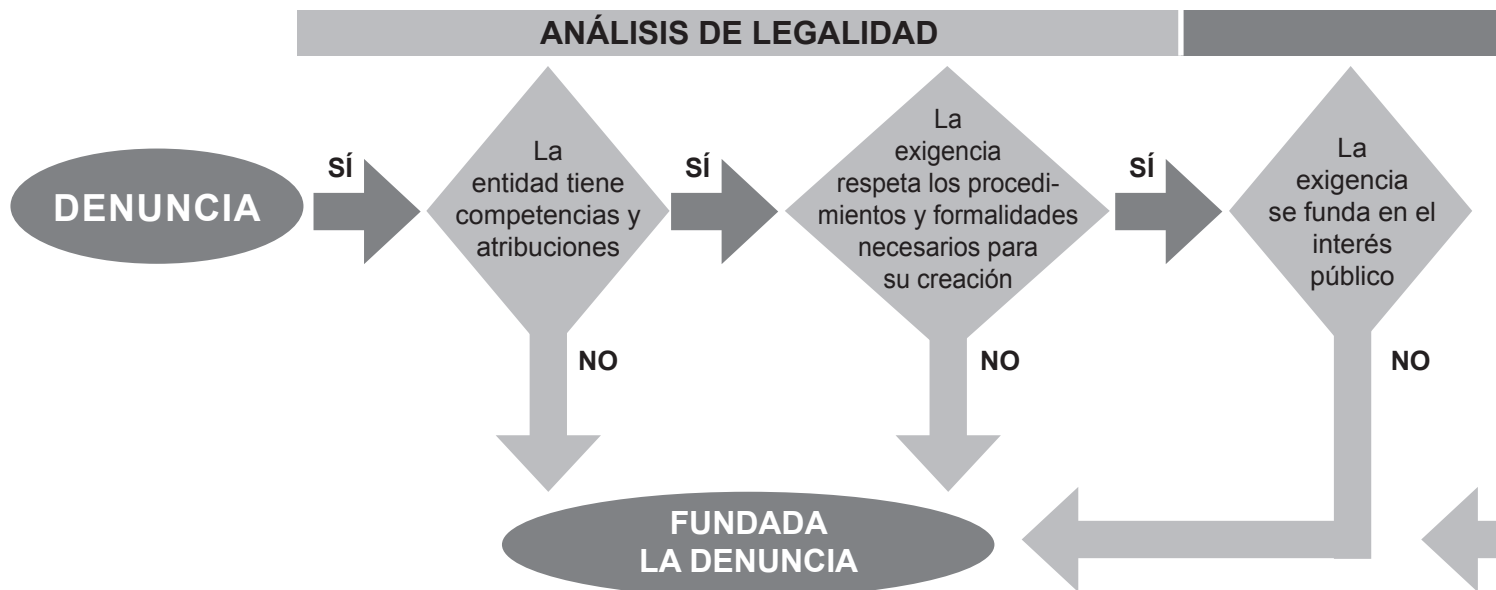 ANÁLISIS DE LEGALIDAD
DENUNCIA
SÍ
La
entidad tiene
competencias y
atribuciones
SÍ
La
exigencia
respeta los procedi-
mientos y formalidades
necesarios para
su creación
SÍ
La
exigencia
se funda en el
interés
público
NO
NO
NO
FUNDADA
LA DENUNCIA